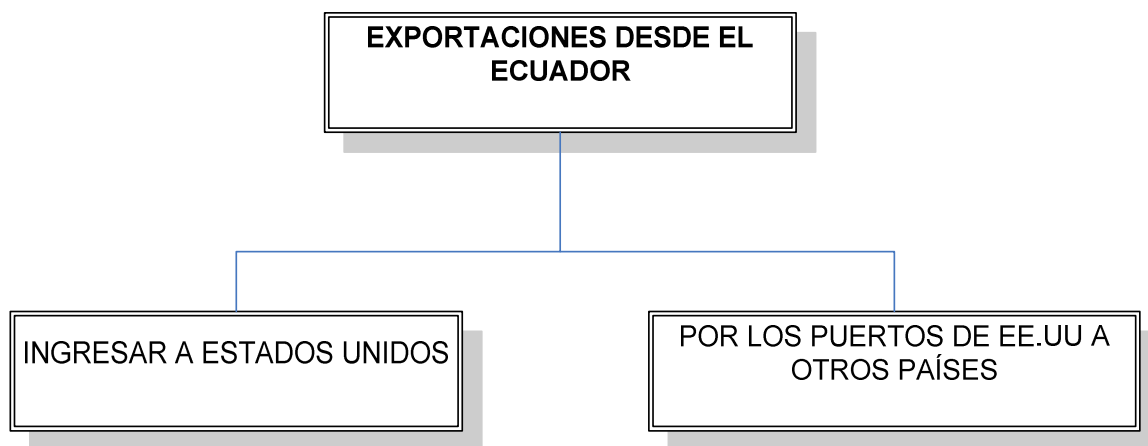 EXPORTACIONES DESDE EL
ECUADOR
INGRESAR A ESTADOS UNIDOS
POR LOS PUERTOS DE EE.UU A
OTROS PAÍSES